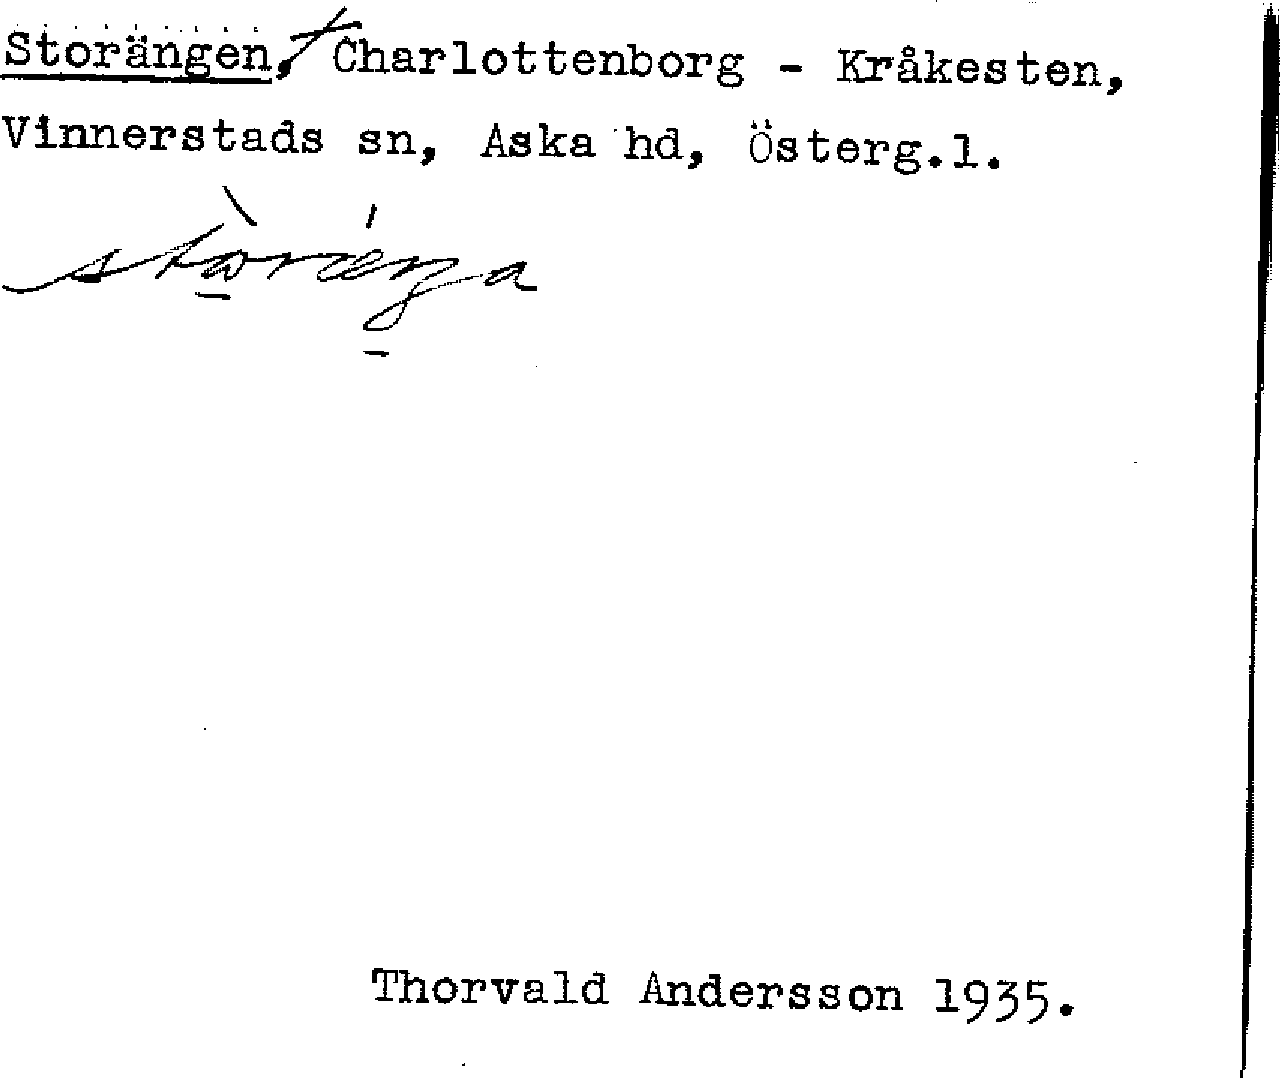 Storängen, Charlottenborg - Kråkesten,
Vinnerstads sn, Aska hd, Österg.l.
Thorvald Andersson 1935.